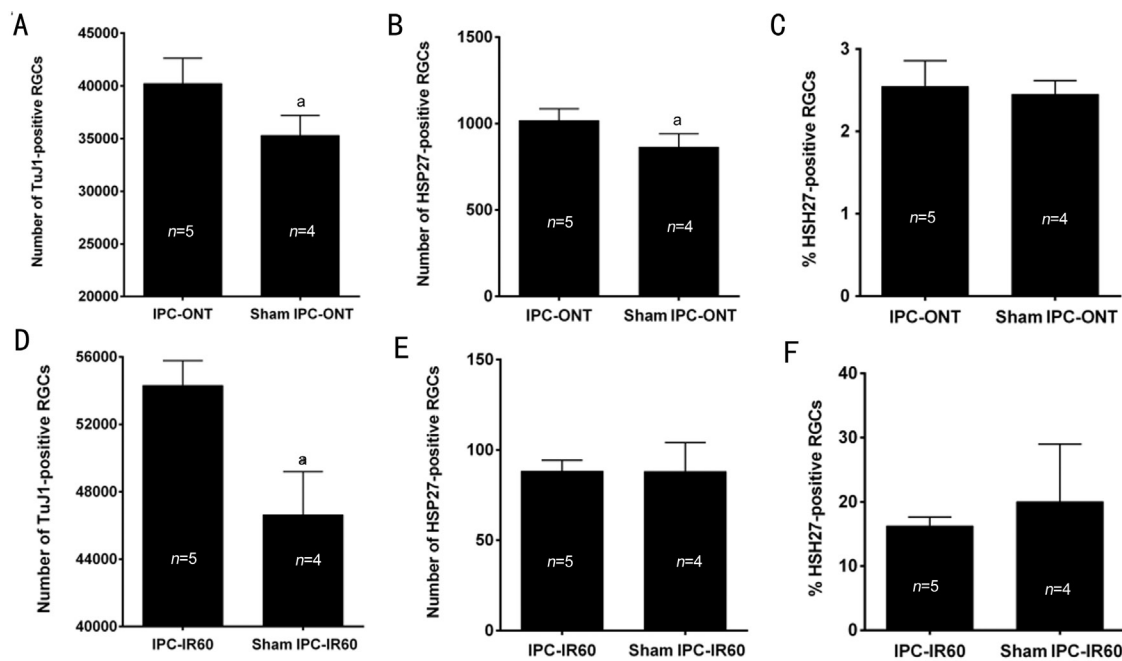 A
Number of TuJ1-positive RGCs
45000
40000
35000
30000
25000
20000
a
n=5
n=4
IPC-ONT
Sham IPC-ONT
B
Number of HSP27-positive RGCs
1500
1000
500
0
a
n=5
n=4
IPC-ONT
Sham IPC-ONT
C
% HSH27-positive RGCs
3
2
1
0
n=5
n=4
IPC-ONT
Sham IPC-ONT
D
Number of TuJ1-positive RGCs
56000
52000
48000
44000
40000
a
n=5
n=4
IPC-IR60
Sham IPC-IR60
E
Number of HSP27-positive RGCs
150
100
50
0
n=5
n=4
IPC-IR60
Sham IPC-IR60
F
% HSH27-positive RGCs
40
30
20
10
0
n=5
n=4
IPC-IR60
Sham IPC-IR60